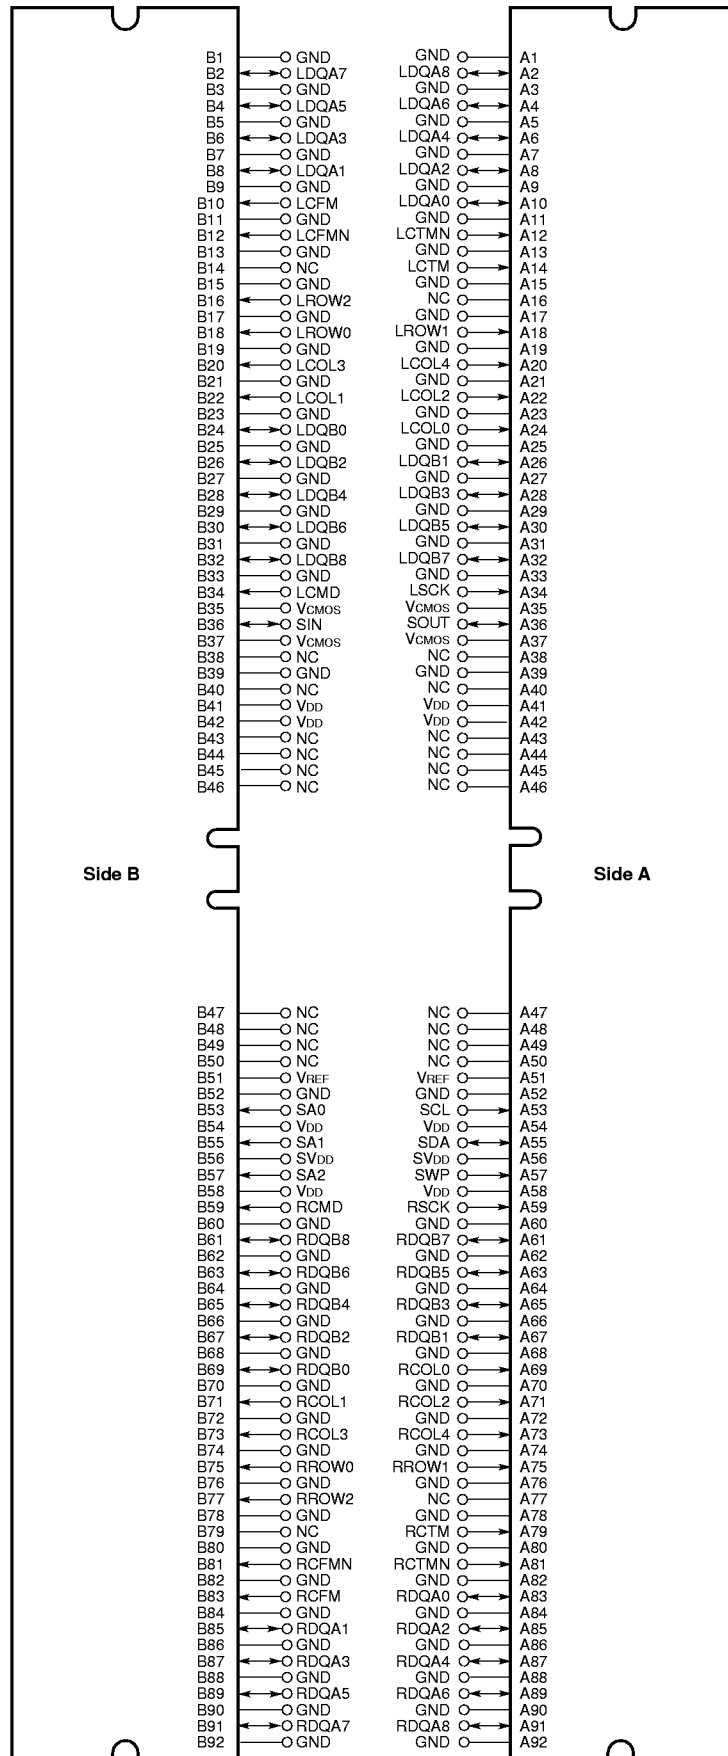 B1 GND GND A1
B2 LDQA7 LDQA8 A2
B3 GND GND A3
B4 LDQA5 LDQA6 A4
B5 GND GND A5
B6 LDQA3 LDQA4 A6
B7 GND GND A7
B8 LDQA1 LDQA2 A8
B9 GND GND A9
B10 LCFM LDQA0 A10
B11 GND GND A11
B12 LCFMN LCTMN A12
B13 GND GND A13
B14 NC LCTM A14
B15 GND GND A15
B16 LROW2 NC A16
B17 GND GND A17
B18 LROW0 LROW1 A18
B19 GND GND A19
B20 LCOL3 LCOL4 A20
B21 GND GND A21
B22 LCOL1 LCOL2 A22
B23 GND GND A23
B24 LDQB0 LCOL0 A24
B25 GND GND A25
B26 LDQB2 LDQB1 A26
B27 GND GND A27
B28 LDQB4 LDQB3 A28
B29 GND GND A29
B30 LDQB6 LDQB5 A30
B31 GND GND A31
B32 LDQB8 LDQB7 A32
B33 GND GND A33
B34 LCMD LSCK A34
B35 VCMOS VCMOS A35
B36 SIN SOUT A36
B37 VCMOS VCMOS A37
B38 NC NC A38
B39 GND GND A39
B40 NC NC A40
B41 VDD VDD A41
B42 VDD VDD A42
B43 NC NC A43
B44 NC NC A44
B45 NC NC A45
B46 NC NC A46
Side B Side A
B47 NC NC A47
B48 NC NC A48
B49 NC NC A49
B50 NC NC A50
B51 VREF VREF A51
B52 GND GND A52
B53 SA0 SCL A53
B54 VDD VDD A54
B55 SA1 SDA A55
B56 SVDD SVDD A56
B57 SA2 SWP A57
B58 VDD VDD A58
B59 RCMD RSCK A59
B60 GND GND A60
B61 RDQB8 RDQB7 A61
B62 GND GND A62
B63 RDQB6 RDQB5 A63
B64 GND GND A64
B65 RDQB4 RDQB3 A65
B66 GND GND A66
B67 RDQB2 RDQB1 A67
B68 GND GND A68
B69 RDQB0 RCOL0 A69
B70 GND GND A70
B71 RCOL1 RCOL2 A71
B72 GND GND A72
B73 RCOL3 RCOL4 A73
B74 GND GND A74
B75 RROW0 RROW1 A75
B76 GND GND A76
B77 RROW2 NC A77
B78 GND GND A78
B79 NC RCTM A79
B80 GND GND A80
B81 RCFMN RCTMN A81
B82 GND GND A82
B83 RCFM RDQA0 A83
B84 GND GND A84
B85 RDQA1 RDQA2 A85
B86 GND GND A86
B87 RDQA3 RDQA4 A87
B88 GND GND A88
B89 RDQA5 RDQA6 A89
B90 GND GND A90
B91 RDQA7 RDQA8 A91
B92 GND GND A92